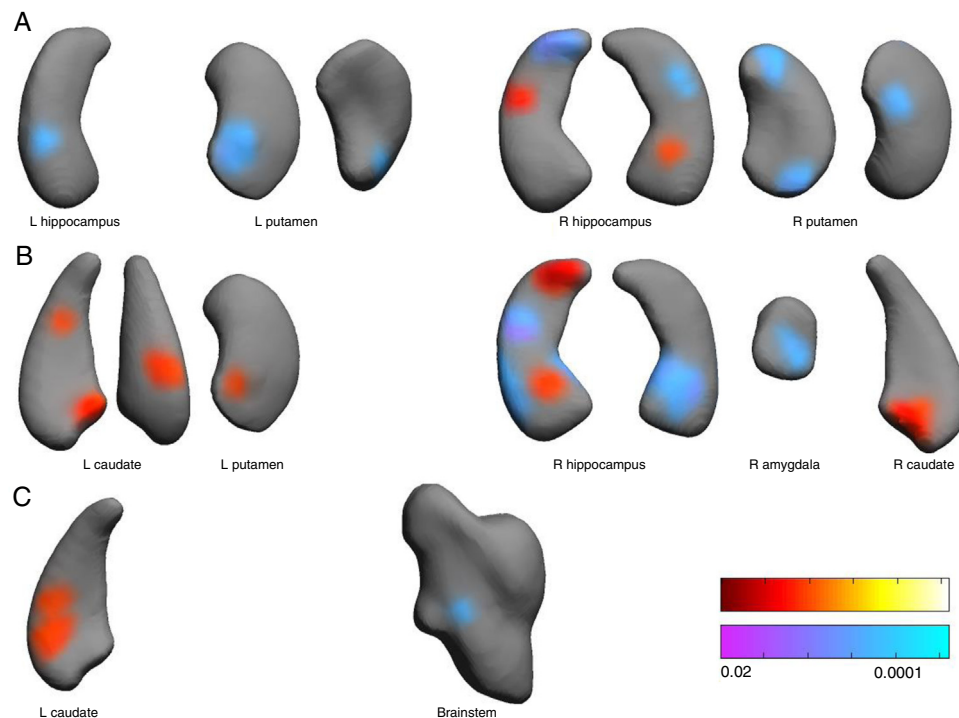 A
L hippocampus
L putamen
R hippocampus
R putamen
B
L caudate
L putamen
R hippocampus
R amygdala
R caudate
C
L caudate
Brainstem
0.02
0.0001